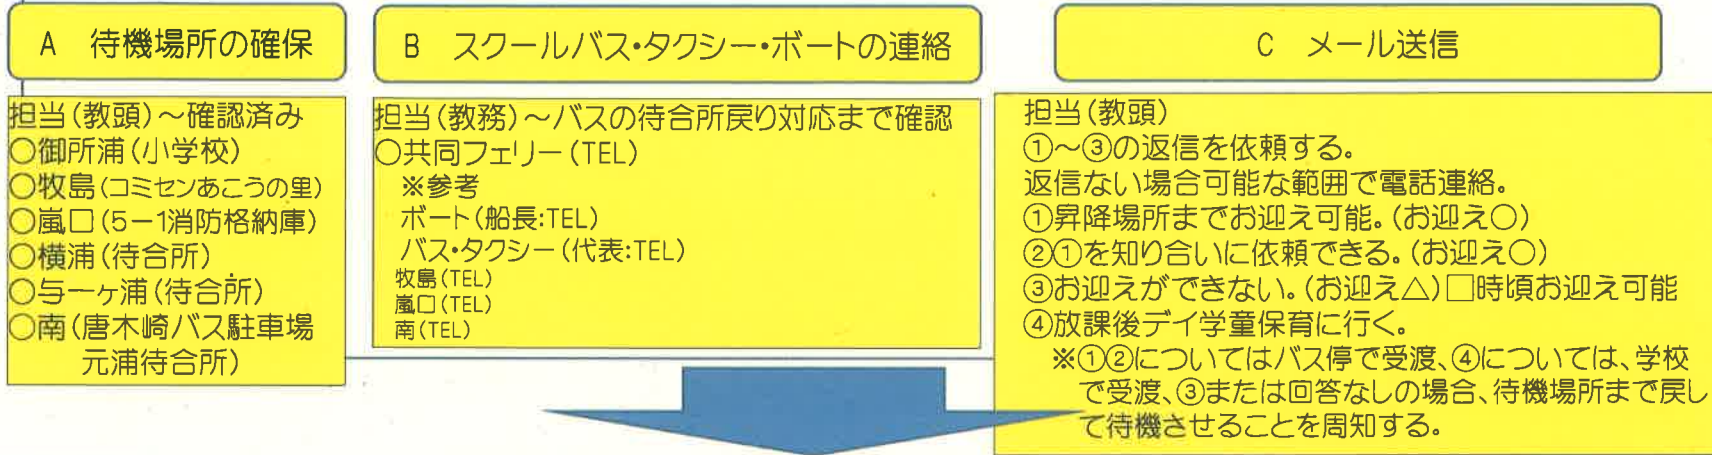 A 待機場所の確保
担当(教頭)～確認済み
○御所浦(小学校)
○牧島(コミセンあこうの里)
○嵐口(5－1消防格納庫)
○横浦(待合所)
○与一ヶ浦(待合所)
○南(唐木崎バス駐車場
元浦待合所)
B スクールバス・タクシー・ボートの連絡
担当(教務)～バスの待合所戻り対応まで確認
○共同フェリー(TEL)
※参考
ボート(船長:TEL)
バス・タクシー(代表:TEL)
牧島(TEL)
嵐口(TEL)
南(TEL)
C メール送信
担当(教頭)
①～③の返信を依頼する。
返信ない場合可能な範囲で電話連絡。
①昇降場所までお迎え可能。(お迎え○)
②①を知り合いに依頼できる。(お迎え○)
③お迎えができない。(お迎え△)□時頃お迎え可能
④放課後デイ学童保育に行く。
※①②についてはバス停で受渡、④については、学校
で受渡、③または回答なしの場合、待機場所まで戻し
て待機させることを周知する。